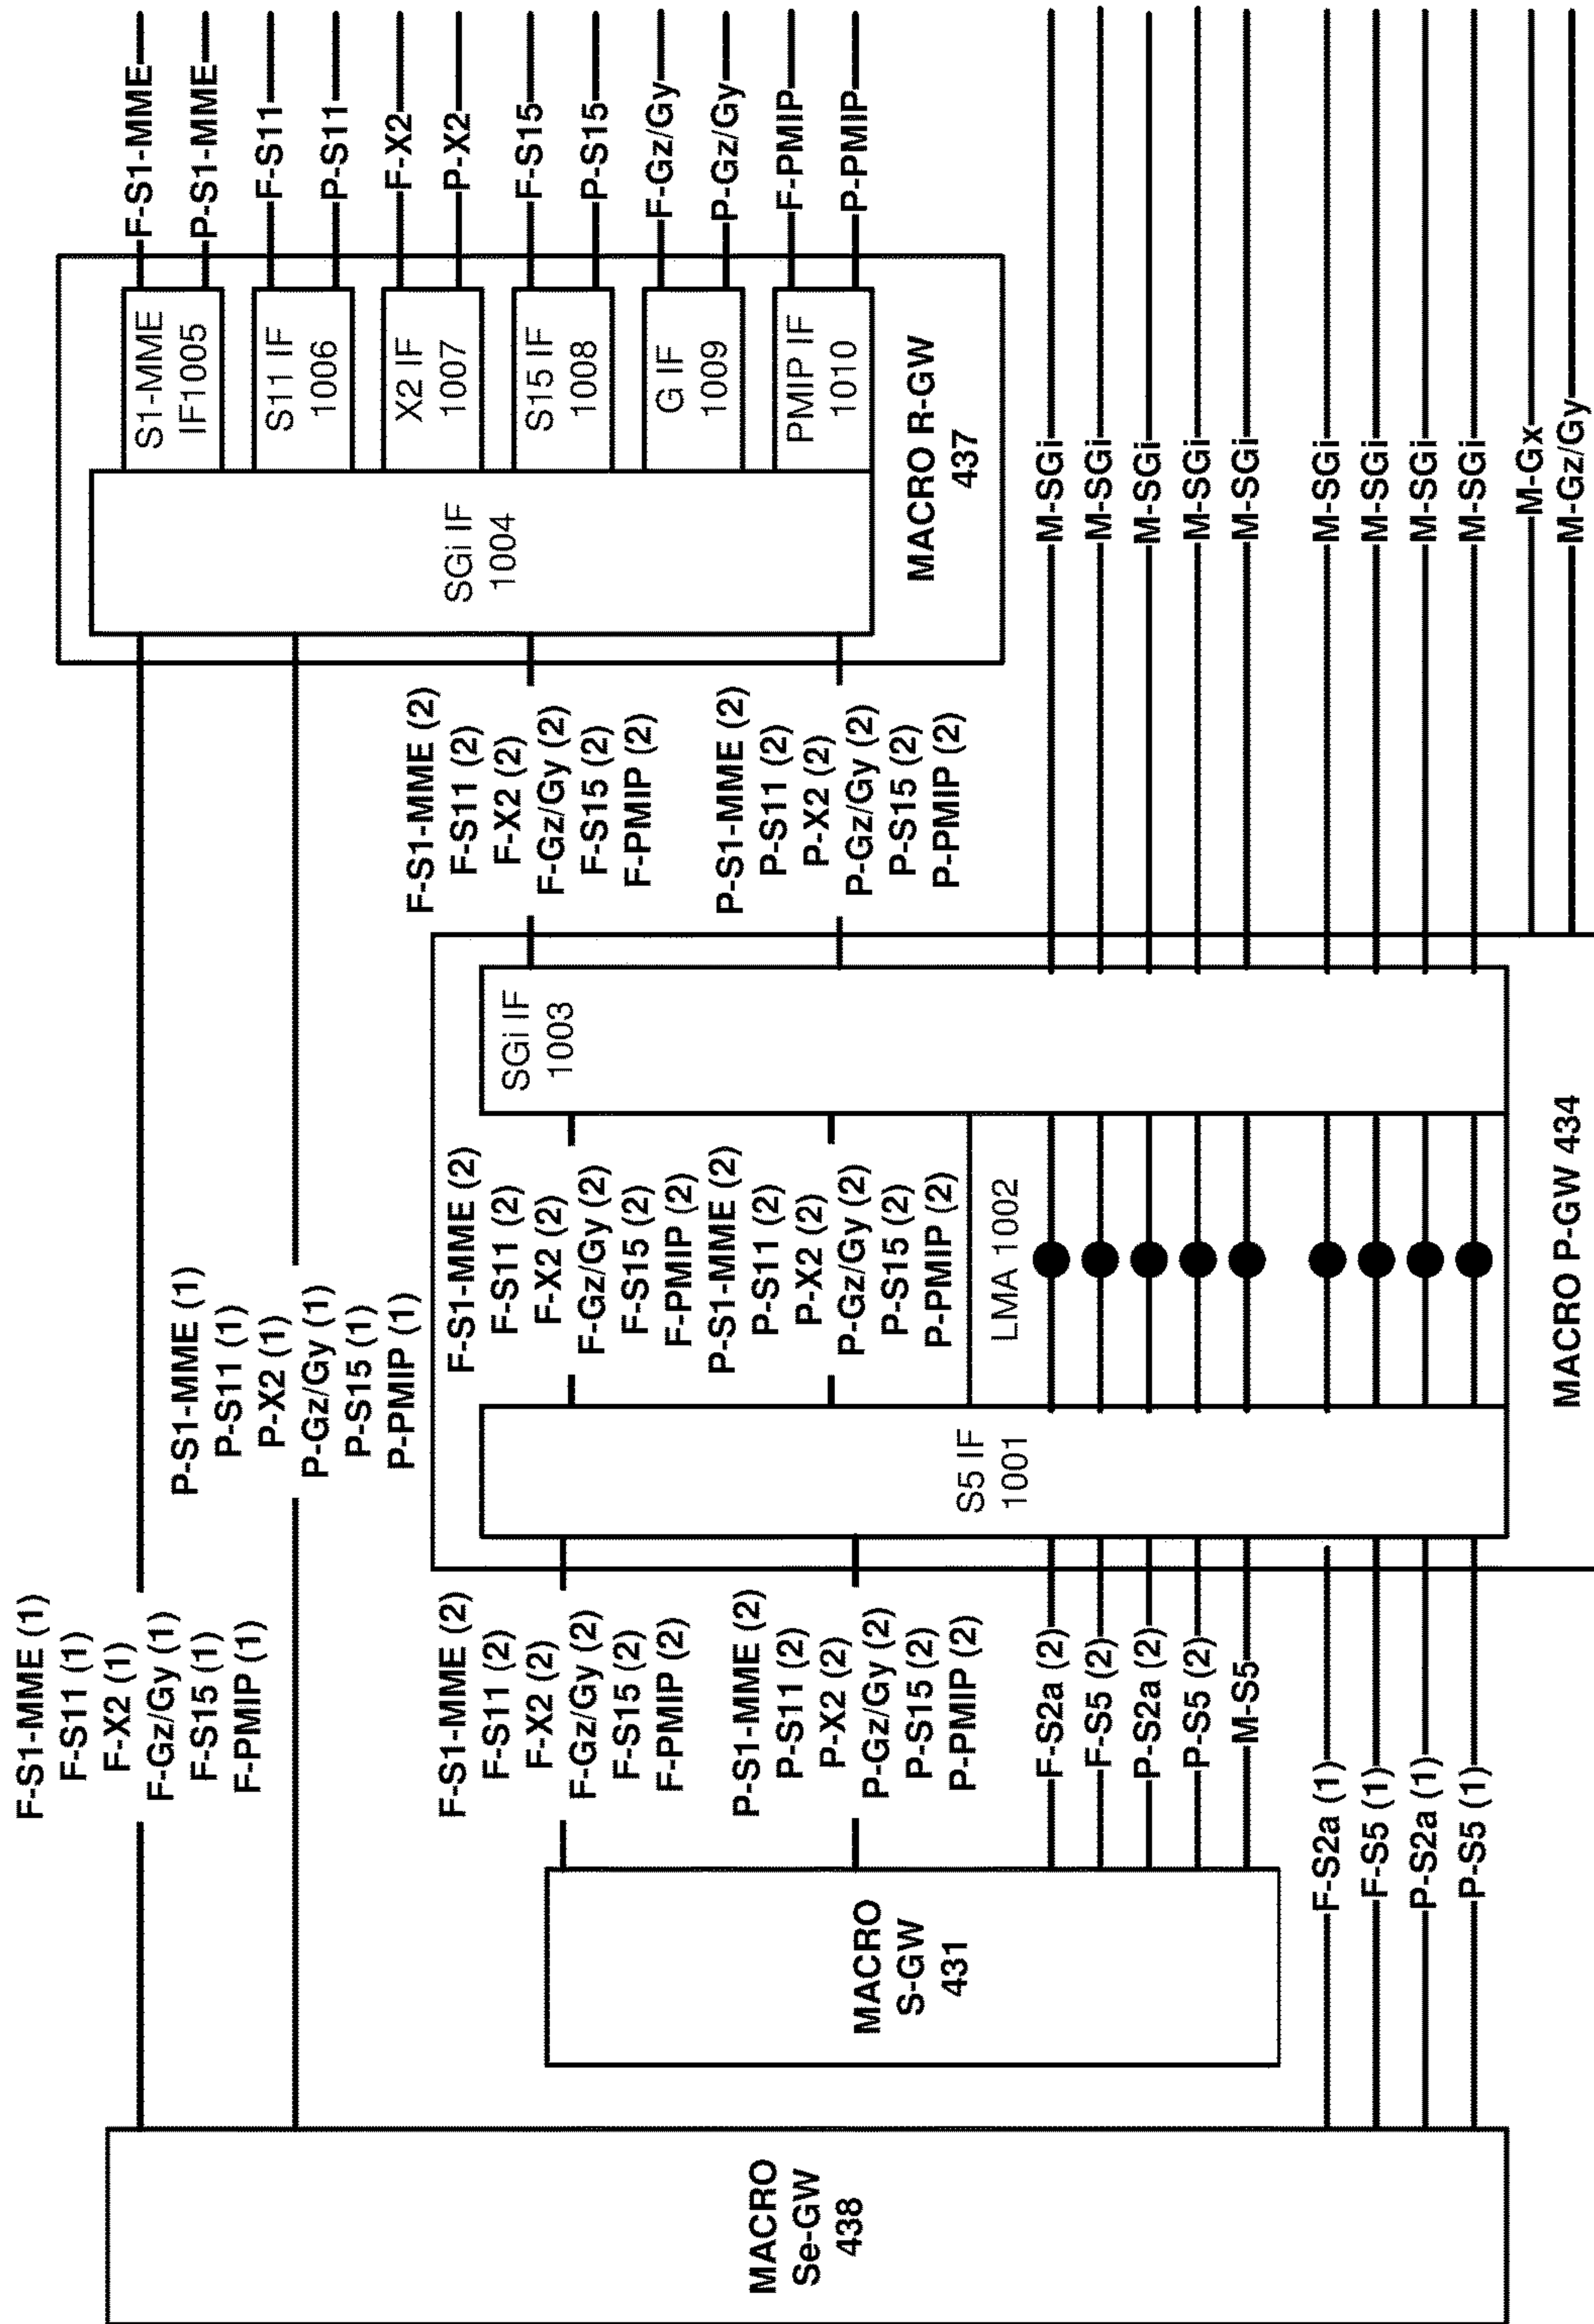 MACRO
Se-GW
438
F-S1-MME (1)
F-S11 (1)
F-X2 (1)
F-Gz/Gy (1)
F-S15 (1)
F-PMIP (1)
P-S1-MME (1)
P-S11 (1)
P-X2 (1)
P-Gz/Gy (1)
P-S15 (1)
P-PMIP (1)
MACRO
S-GW
431
F-S1-MME (2)
F-S11 (2)
F-X2 (2)
F-Gz/Gy (2)
F-S15 (2)
F-PMIP (2)
P-S1-MME (2)
P-S11 (2)
P-X2 (2)
P-Gz/Gy (2)
P-S15 (2)
P-PMIP (2)
F-S2a (2)
F-S5 (2)
P-S2a (2)
P-S5 (2)
M-S5
F-S2a (1)
F-S5 (1)
P-S2a (1)
P-S5 (1)
S5 IF
1001
F-S1-MME (2)
F-S11 (2)
F-X2 (2)
F-Gz/Gy (2)
F-S15 (2)
F-PMIP (2)
P-S1-MME (2)
P-S11 (2)
P-X2 (2)
P-Gz/Gy (2)
P-S15 (2)
P-PMIP (2)
LMA 1002
SGi IF
1003
MACRO P-GW 434
F-S1-MME (2)
F-S11 (2)
F-X2 (2)
F-Gz/Gy (2)
F-S15 (2)
F-PMIP (2)
P-S1-MME (2)
P-S11 (2)
P-X2 (2)
P-Gz/Gy (2)
P-S15 (2)
P-PMIP (2)
SGi IF
1004
S1-MME
IF1005
S11 IF
1006
X2 IF
1007
S15 IF
1008
G IF
1009
PMIP IF
1010
MACRO R-GW
437
F-S1-MME
P-S1-MME
F-S11
P-S11
F-X2
P-X2
F-S15
P-S15
F-Gz/Gy
P-Gz/Gy
F-PMIP
P-PMIP
M-SGi
M-SGi
M-SGi
M-SGi
M-SGi
M-SGi
M-SGi
M-SGi
M-SGi
M-Gx
M-Gz/Gy